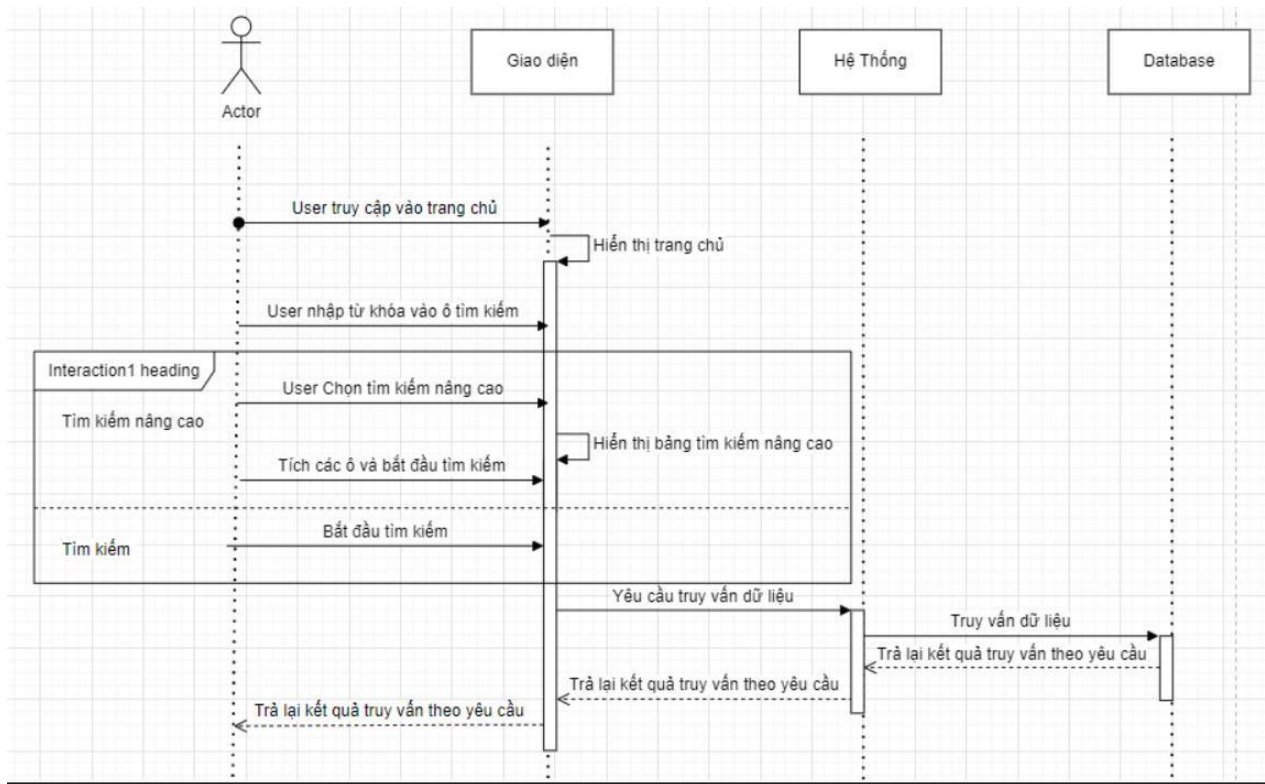 Actor
Giao diện
Hệ Thống
Database
User truy cập vào trang chủ
Hiển thị trang chủ
User nhập từ khóa vào ô tìm kiếm
Interaction1 heading
User Chọn tìm kiếm nâng cao
Tìm kiếm nâng cao
Hiển thị bảng tìm kiếm nâng cao
Tích các ô và bắt đầu tìm kiếm
Bắt đầu tìm kiếm
Tìm kiếm
Yêu cầu truy vấn dữ liệu
Truy vấn dữ liệu
Trả lại kết quả truy vấn theo yêu cầu
Trả lại kết quả truy vấn theo yêu cầu
Trả lại kết quả truy vấn theo yêu cầu